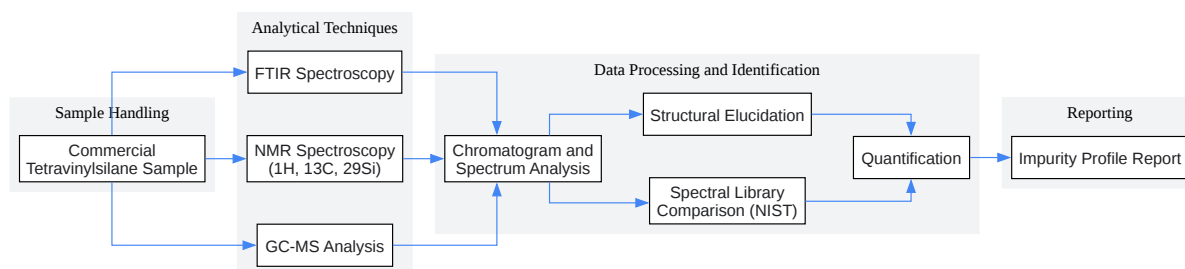 Analytical Techniques
FTIR Spectroscopy
Data Processing and Identification
Sample Handling
Structural Elucidation
Reporting
Commercial
Tetravinylsilane Sample
NMR Spectroscopy
(1H, 13C, 29Si)
Chromatogram and
Spectrum Analysis
Quantification
Impurity Profile Report
Spectral Library
Comparison (NIST)
GC-MS Analysis